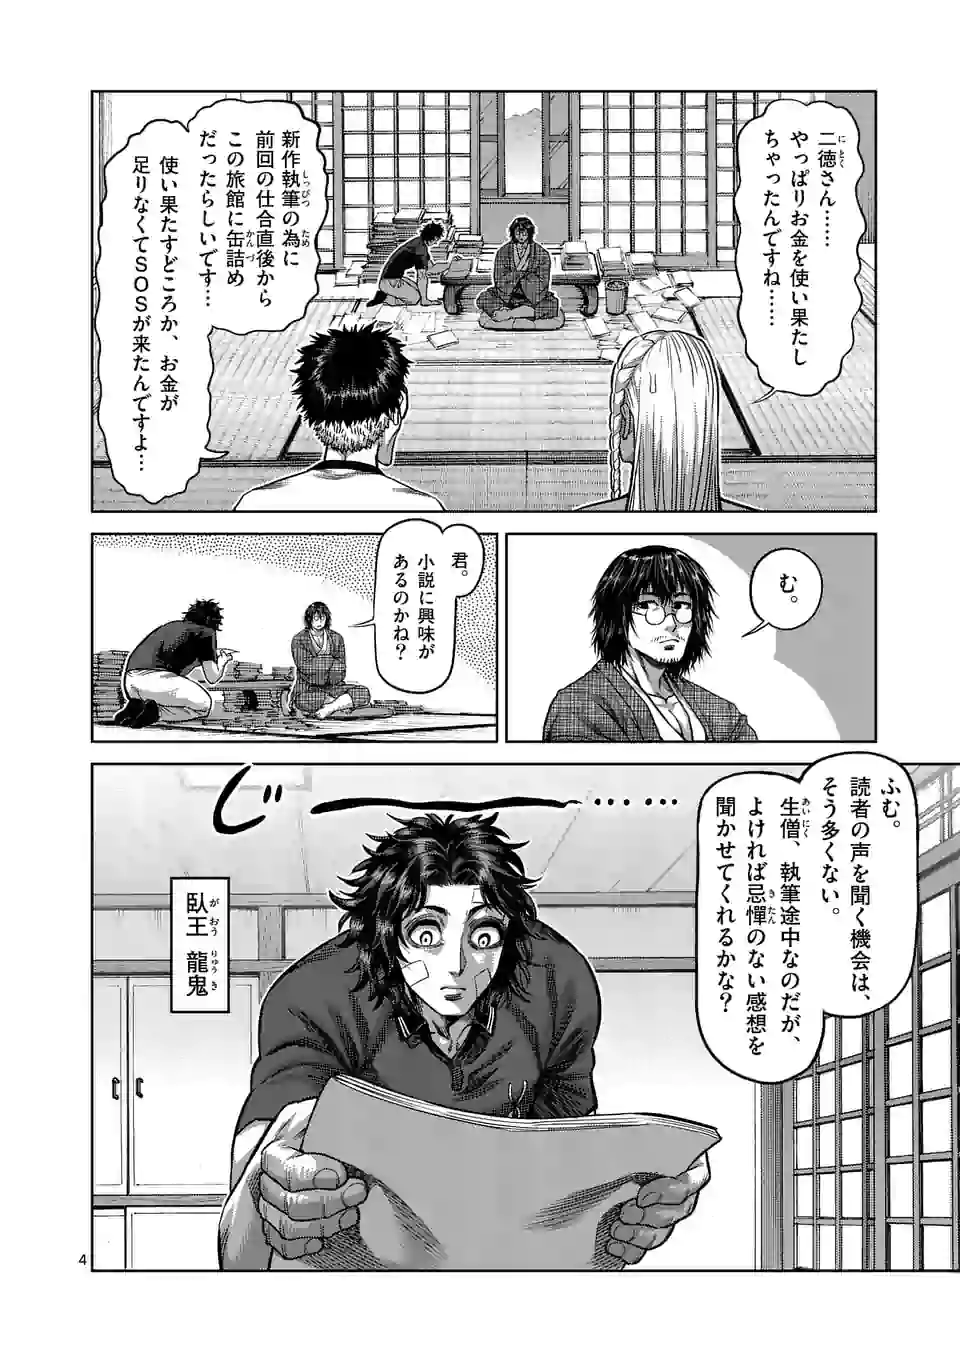 二徳さん……
やっぱりお金を使い果たし
ちゃったんですね……
新作執筆の為に
前回の仕合直後から
この旅館に缶詰め
だったらしいです…
使い果たすどころか、お金が
足りなくてSOSが来たんですよ…
む。
君。
小説に興味が
あるのかね？
ふむ。
読者の声を聞く機会は、
そう多くない。
生僧、執筆途中なのだが、
よければ忌憚のない感想を
聞かせてくれるかな？
じーーー……
臥王 龍鬼
4